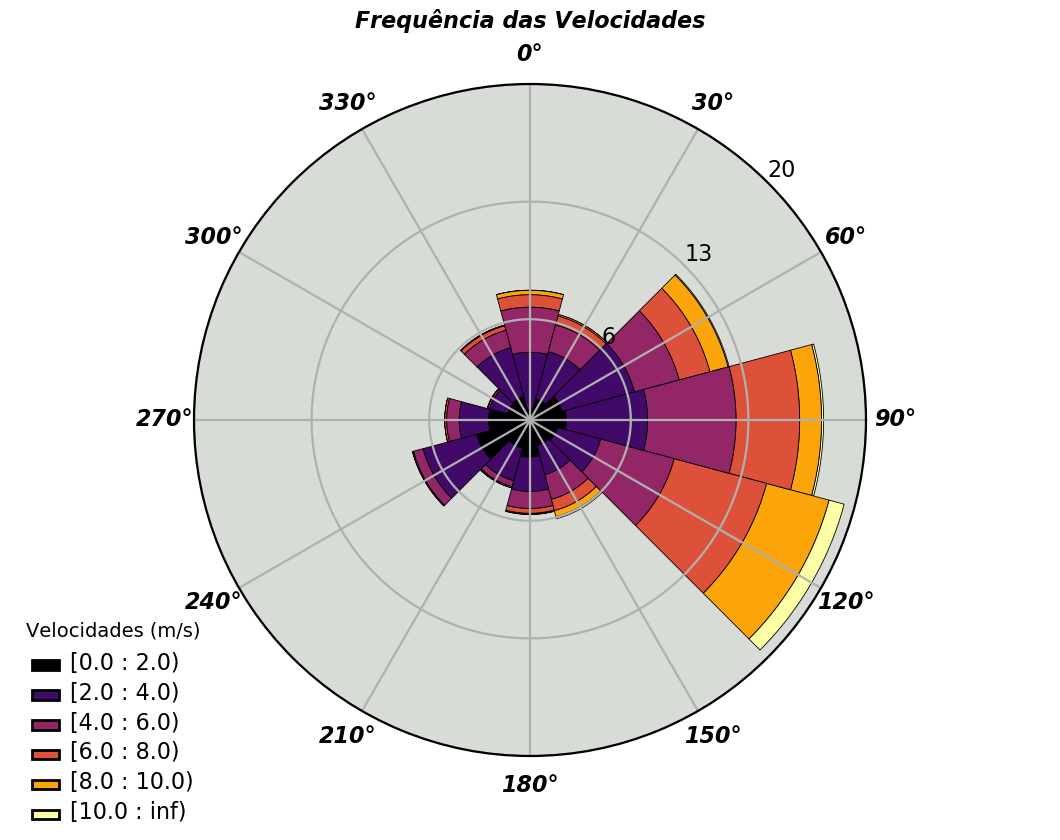 Frequência das Velocidades
0°
330°
30°
20
300°
60°
13
6
270°
90°
240°
120°
210°
150°
180°
Velocidades (m/s)
[0.0 : 2.0)
[2.0 : 4.0)
[4.0 : 6.0)
[6.0 : 8.0)
[8.0 : 10.0)
[10.0 : inf)